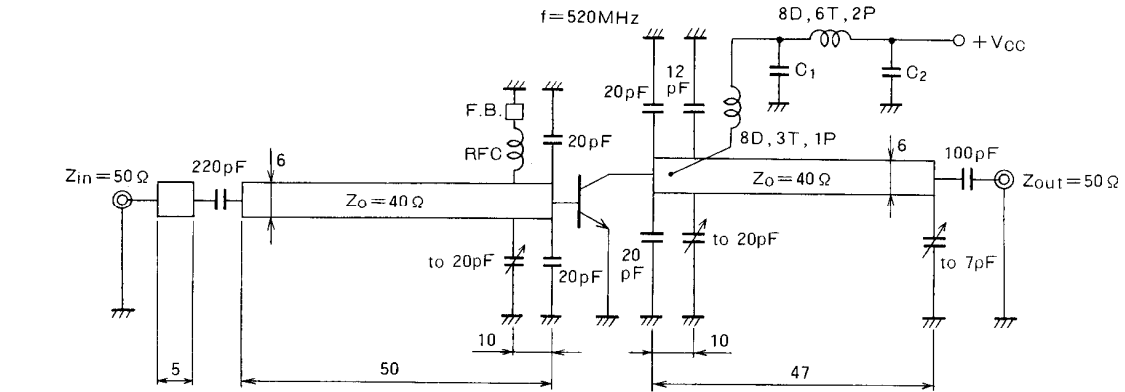 f=520MHz
8D, 6T, 2P
+VCC
C1
C2
12
pF
20pF
F.B.
20pF
RFC
8D, 3T, 1P
220pF
6
6
100pF
Zin=50Ω
Zo=40Ω
Zo=40Ω
Zout=50Ω
to 20pF
20pF
20
pF
to 20pF
to 7pF
10
10
5
50
47